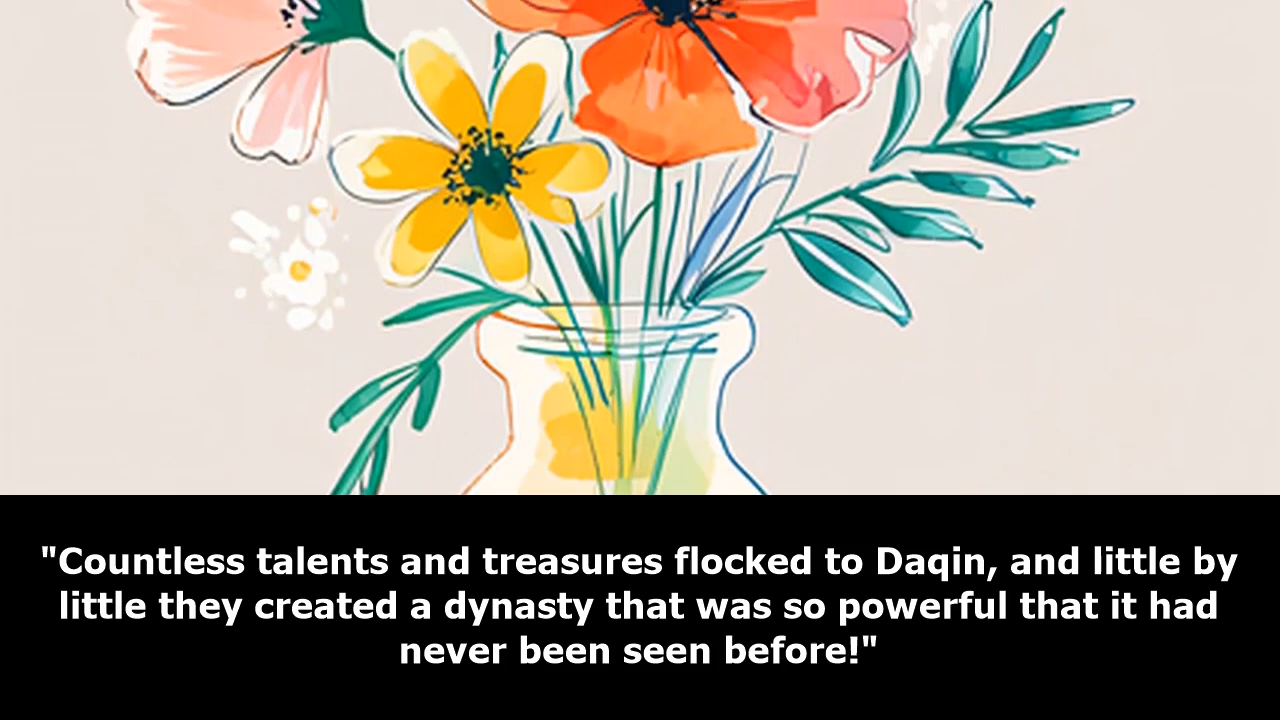 "Countless talents and treasures flocked to Daqin, and little by
little they created a dynasty that was so powerful that it had
never been seen before!"